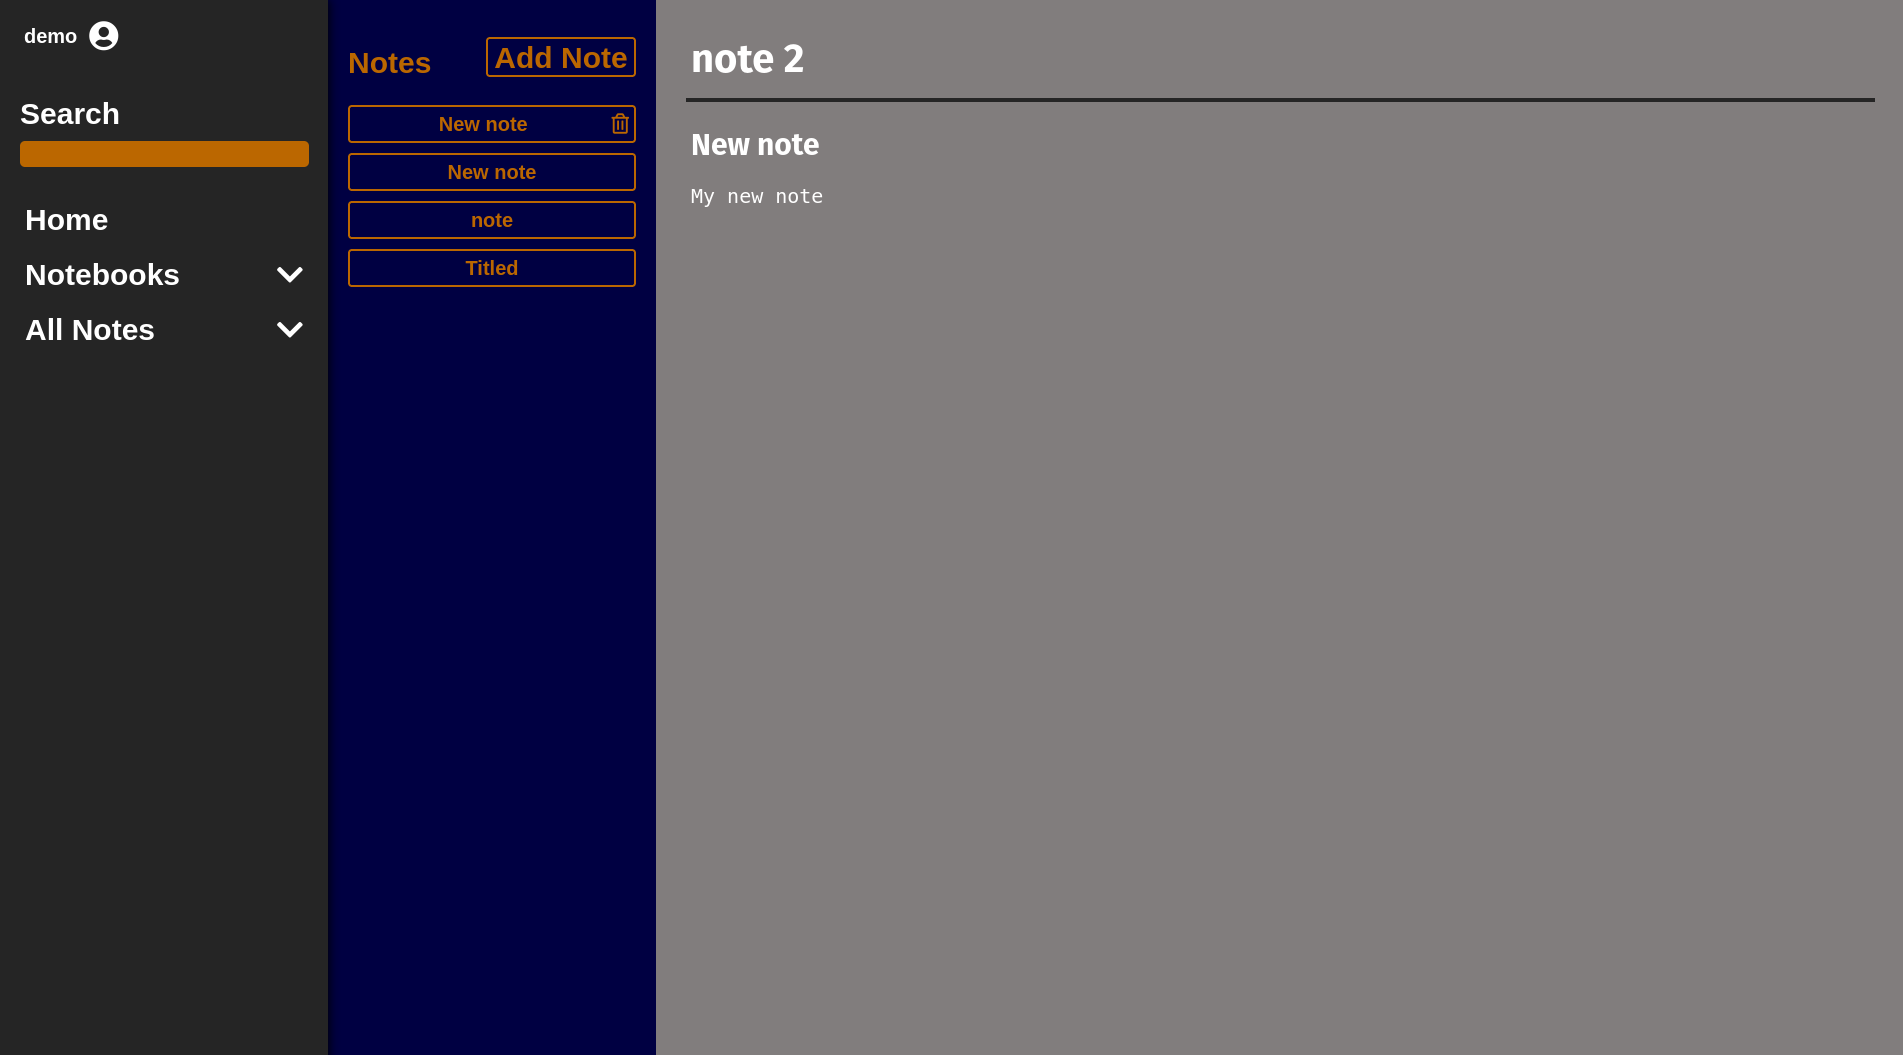 demo
Search
Home
Notebooks
All Notes
Notes
Add Note
New note
New note
note
Titled
note 2
New note
My new note